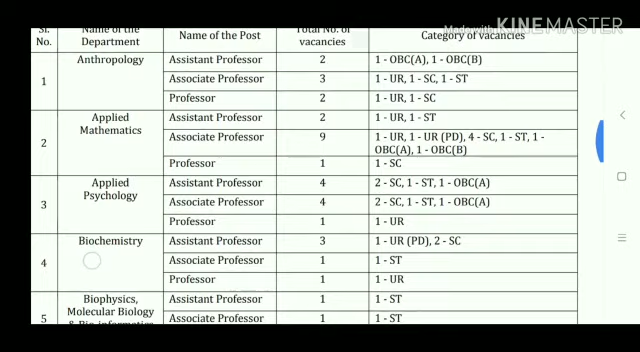 Made with KINEMASTER
Sl. Name of the Name of the Post Total No. of Category of vacancies
No. Department vacancies
1 Anthropology Assistant Professor 2 1 - OBC(A), 1 - OBC(B)
Associate Professor 3 1 - UR, 1 - SC, 1 - ST
Professor 2 1 - UR, 1 - SC
2 Applied Assistant Professor 2 1 - UR, 1 - ST
Mathematics Associate Professor 9 1 - UR, 1 - UR (PD), 4 - SC, 1 - ST, 1 -
OBC(A), 1 - OBC(B)
Professor 1 1 - SC
3 Applied Assistant Professor 4 2 - SC, 1 - ST, 1 - OBC(A)
Psychology Associate Professor 4 2 - SC, 1 - ST, 1 - OBC(A)
Professor 1 1 - UR
4 Biochemistry Assistant Professor 3 1 - UR (PD), 2 - SC
Associate Professor 1 1 - ST
Professor 1 1 - UR
5 Biophysics, Assistant Professor 1 1 - ST
Molecular Biology Associate Professor 1 1 - ST
& Bio-informatics